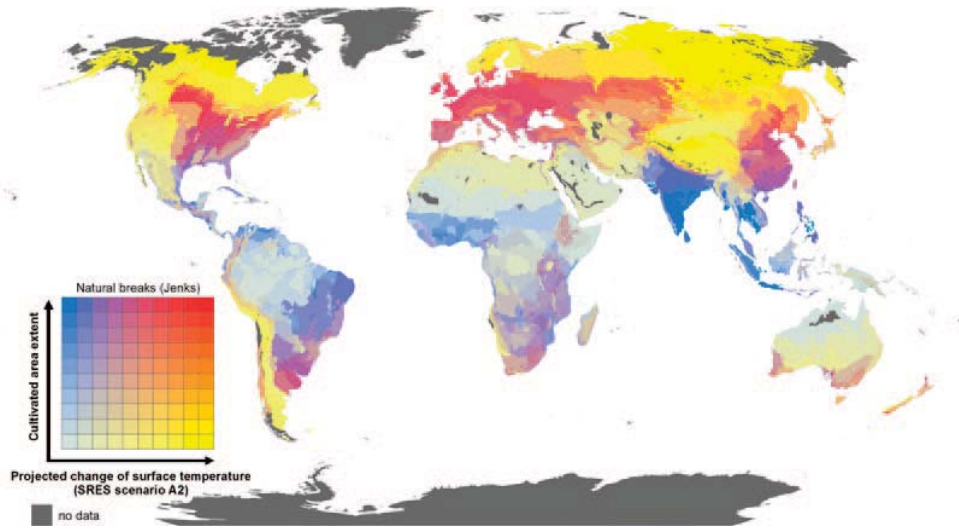 Natural breaks (Jenks)
Cultivated area extent
Projected change of surface temperature
(SRES scenario A2)
no data